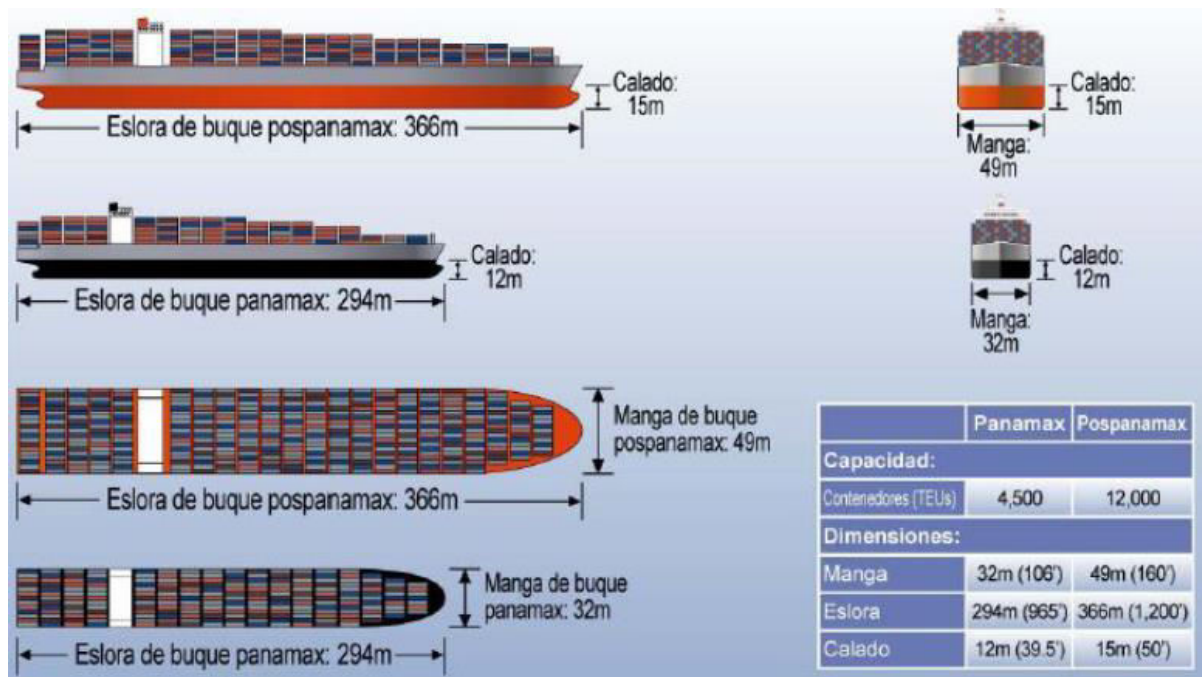 Calado:
15m
Eslora de buque pospanamax: 366m
Calado:
15m
Manga:
49m
Calado:
12m
Eslora de buque panamax: 294m
Calado:
12m
Manga:
32m
Manga de buque
pospanamax: 49m
Eslora de buque pospanamax: 366m
Manga de buque
panamax: 32m
Eslora de buque panamax: 294m
Panamax Pospanamax
Capacidad:
Contenedores (TEUs) 4,500 12,000
Dimensiones:
Manga 32m (106') 49m (160')
Eslora 294m (965') 366m (1,200')
Calado 12m (39.5') 15m (50')